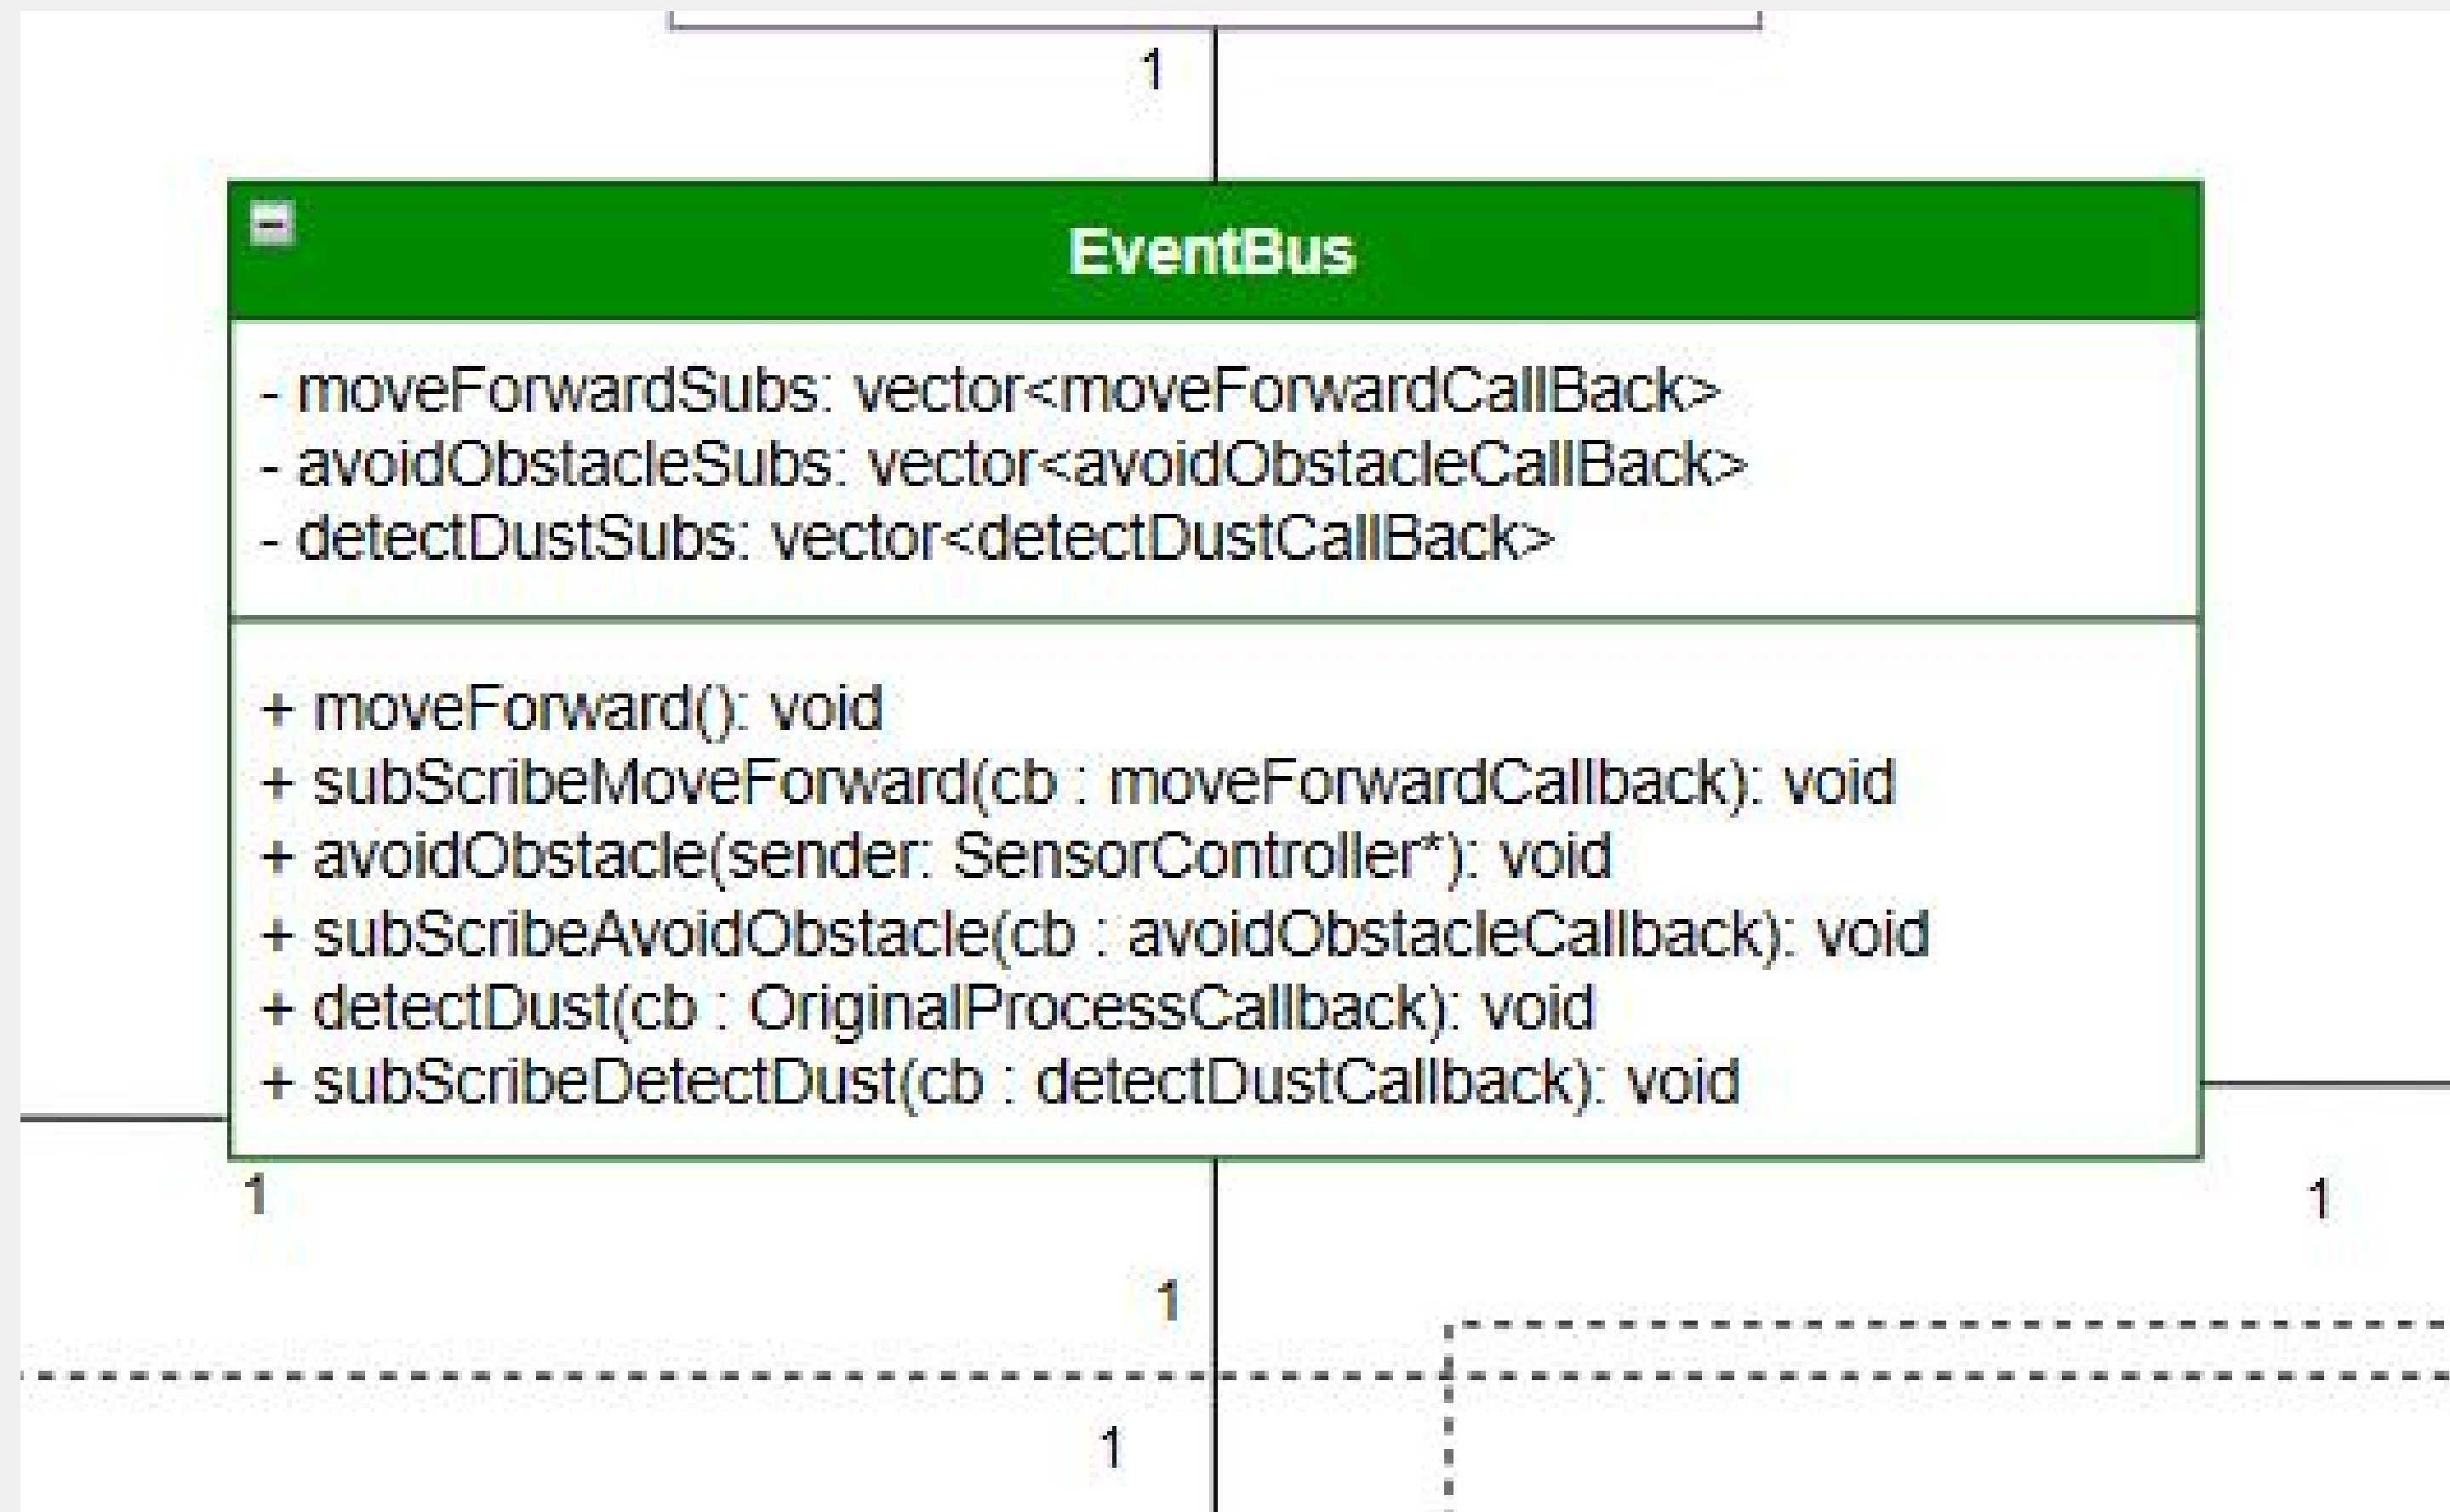 1
EventBus
- moveForwardSubs: vector<moveForwardCallBack>
- avoidObstacleSubs: vector<avoidObstacleCallBack>
- detectDustSubs: vector<detectDustCallBack>
+ moveForward(): void
+ subScribeMoveForward(cb : moveForwardCallback): void
+ avoidObstacle(sender: SensorController*): void
+ subScribeAvoidObstacle(cb : avoidObstacleCallback): void
+ detectDust(cb : OriginalProcessCallback): void
+ subScribeDetectDust(cb : detectDustCallback): void
1
1
1
1